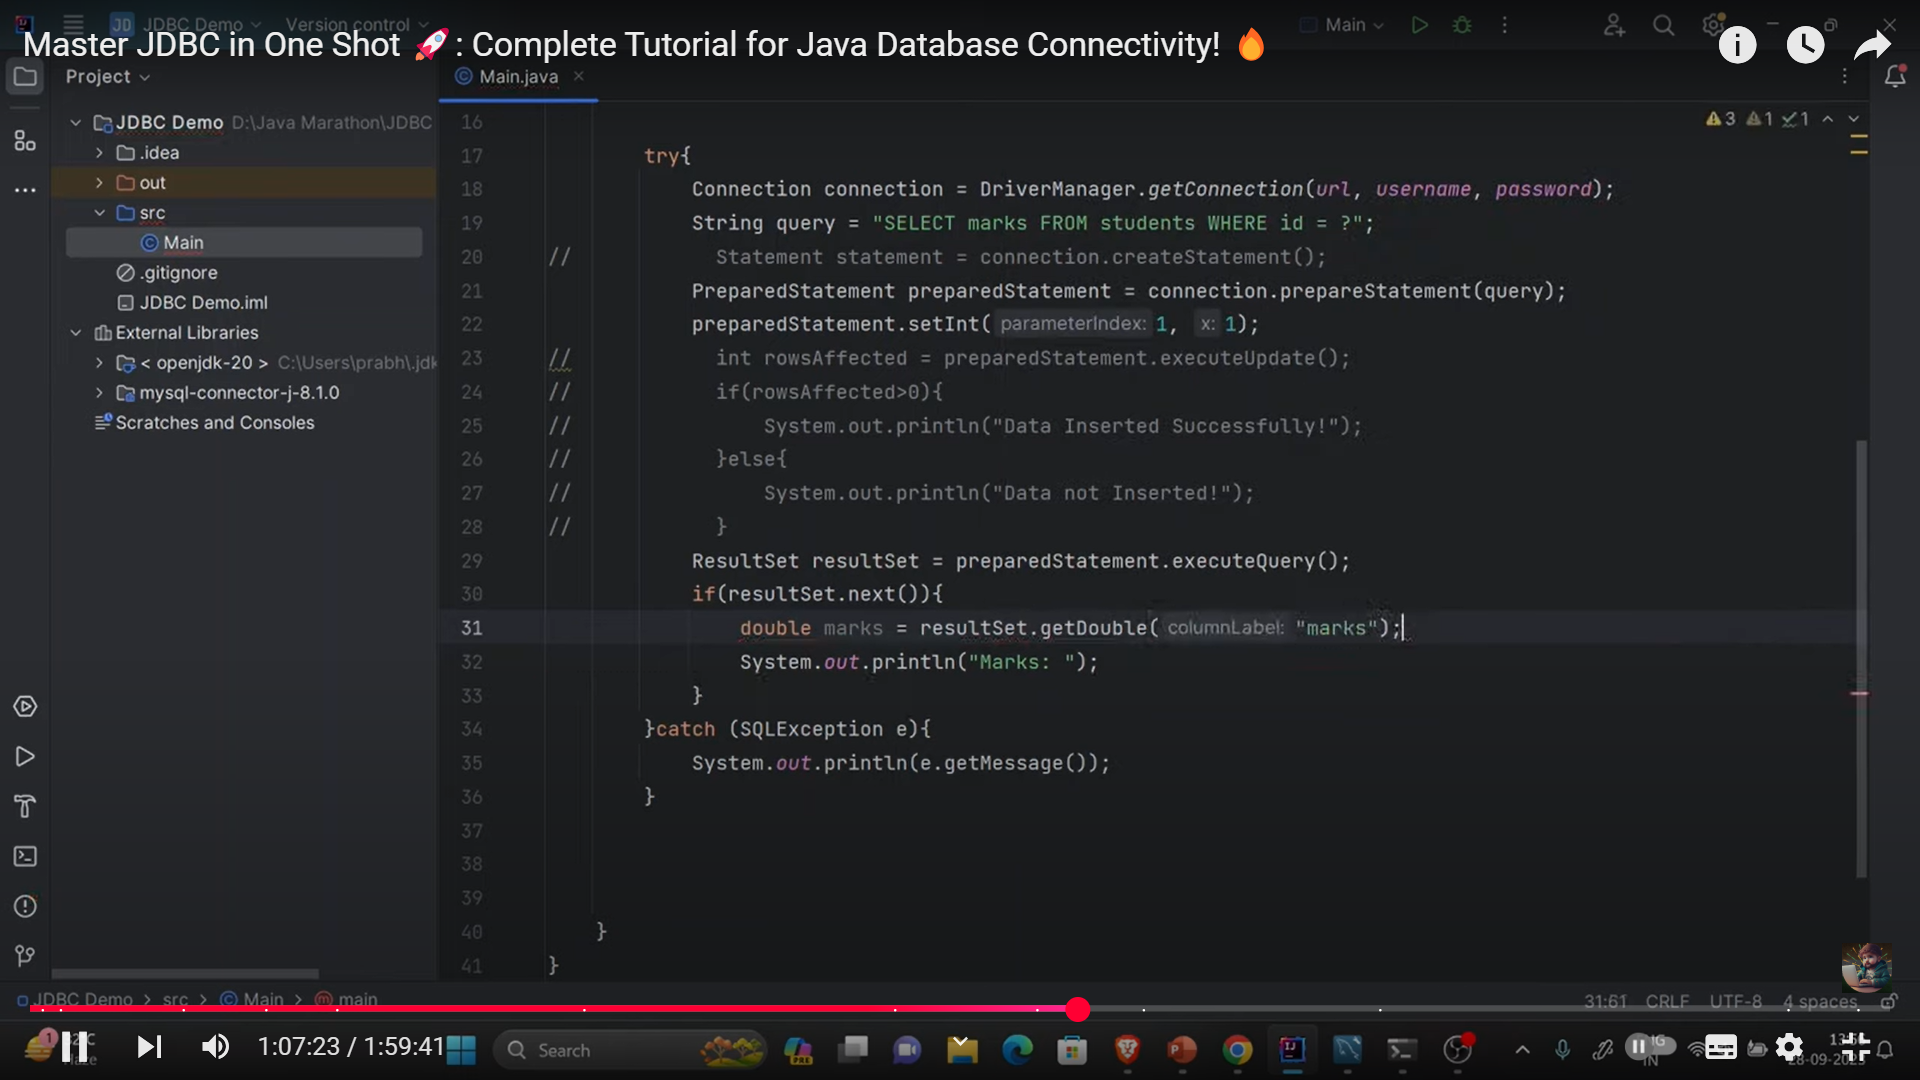 JD JDBC Demo Version control Main
Master JDBC in One Shot 🚀: Complete Tutorial for Java Database Connectivity! 🔥
Project
Main.java
JDBC Demo D:\Java Marathon\JDBC
.idea
out
src
Main
.gitignore
JDBC Demo.iml
External Libraries
< openjdk-20 > C:\Users\prabh\.jdk
mysql-connector-j-8.1.0
Scratches and Consoles
3 1 1
16
17 try{
18 Connection connection = DriverManager.getConnection(url, username, password);
19 String query = "SELECT marks FROM students WHERE id = ?";
20 // Statement statement = connection.createStatement();
21 PreparedStatement preparedStatement = connection.prepareStatement(query);
22 preparedStatement.setInt( parameterIndex: 1, x: 1);
23 // int rowsAffected = preparedStatement.executeUpdate();
24 // if(rowsAffected>0){
25 // System.out.println("Data Inserted Successfully!");
26 // }else{
27 // System.out.println("Data not Inserted!");
28 // }
29 ResultSet resultSet = preparedStatement.executeQuery();
30 if(resultSet.next()){
31 double marks = resultSet.getDouble( columnLabel: "marks");
32 System.out.println("Marks: ");
33 }
34 }catch (SQLException e){
35 System.out.println(e.getMessage());
36 }
37
38
39
40 }
41 }
JDBC Demo > src > Main > main
31:61 CRLF UTF-8 4 spaces
1:07:23 / 1:59:41
Search
PRE